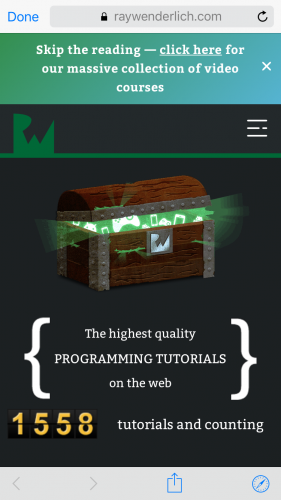 Done
raywenderlich.com
Skip the reading — click here for
our massive collection of video
courses
The highest quality
PROGRAMMING TUTORIALS
on the web
1558 tutorials and counting